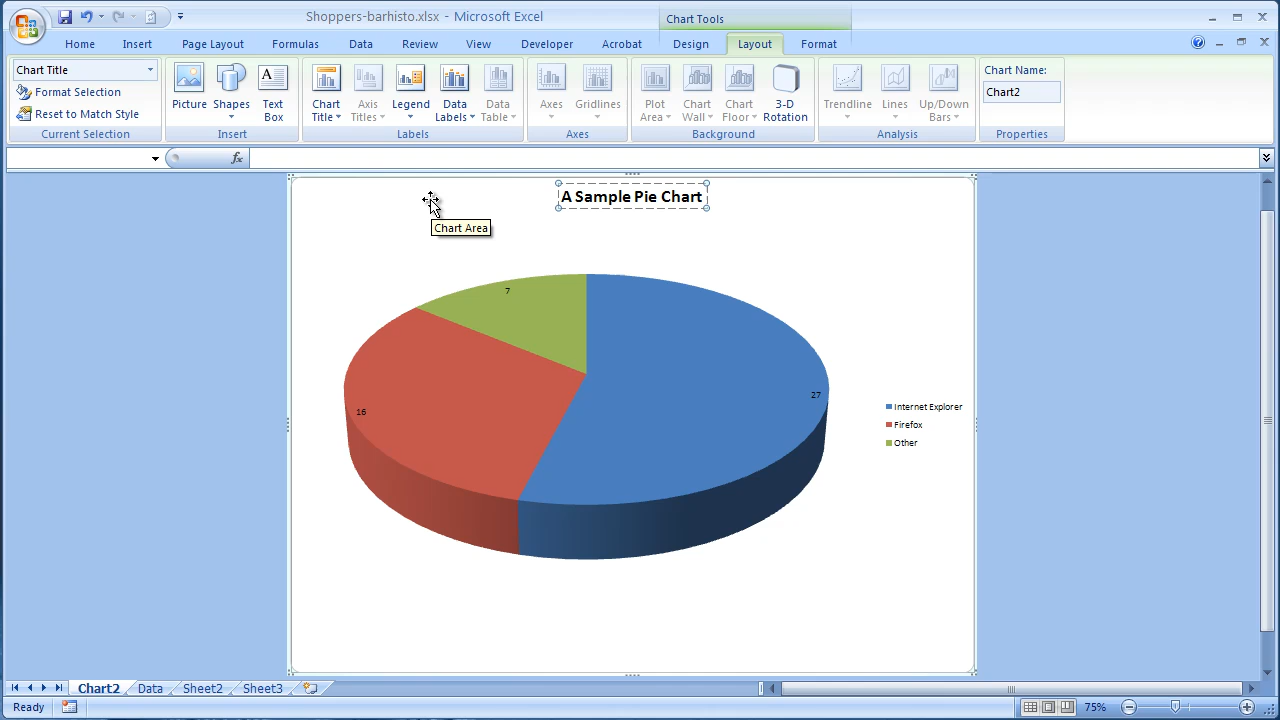 Shoppers-barhisto.xlsx - Microsoft Excel
Chart Tools
Home Insert Page Layout Formulas Data Review View Developer Acrobat Design Layout Format
Chart Title
Format Selection
Reset to Match Style
Current Selection
Picture
Shapes
Text Box
Insert
Chart Title
Axis Titles
Legend
Data Labels
Data Table
Labels
Axes
Gridlines
Axes
Plot Area
Chart Wall
Chart Floor
3-D Rotation
Background
Trendline
Lines
Up/Down Bars
Analysis
Chart Name:
Chart2
Properties
fx
A Sample Pie Chart
Chart Area
7
27
16
Internet Explorer
Firefox
Other
Chart2 Data Sheet2 Sheet3
Ready
75%